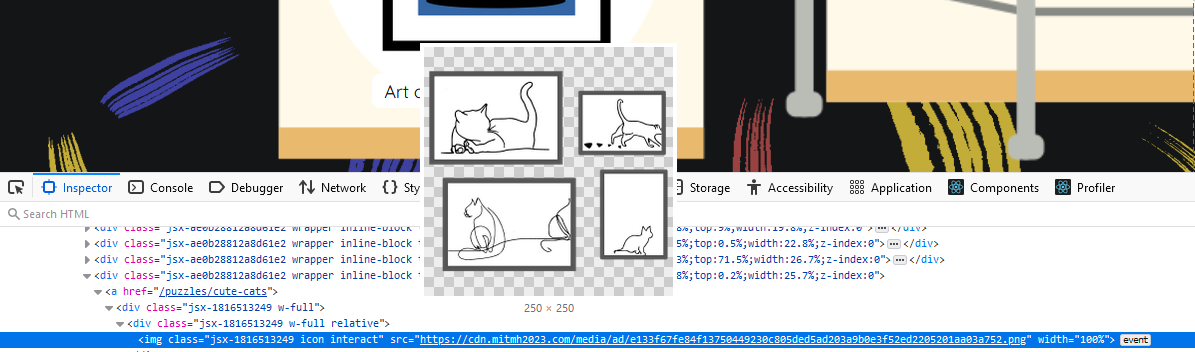 Art c
Inspector Console Debugger Network Sty Storage Accessibility Application Components Profiler
Search HTML
<div class="jsx-ae0b28812a8d61e2 wrapper inline-block t 8%;top:9%;width:19.8%;z-index:0"> ... </div>
<div class="jsx-ae0b28812a8d61e2 wrapper inline-block t 5%;top:0.5%;width:22.8%;z-index:0"> ... </div>
<div class="jsx-ae0b28812a8d61e2 wrapper inline-block t 3%;top:71.5%;width:26.7%;z-index:0"> ... </div>
<div class="jsx-ae0b28812a8d61e2 wrapper inline-block t 8%;top:0.2%;width:25.7%;z-index:0">
<a href="/puzzles/cute-cats">
<div class="jsx-1816513249 w-full">
250 × 250
<div class="jsx-1816513249 w-full relative">
<img class="jsx-1816513249 icon interact" src="https://cdn.mitmh2023.com/media/ad/e133f67fe84f13750449230c805ded5ad203a9b0e3f52ed2205201aa03a752.png" width="100%"> event